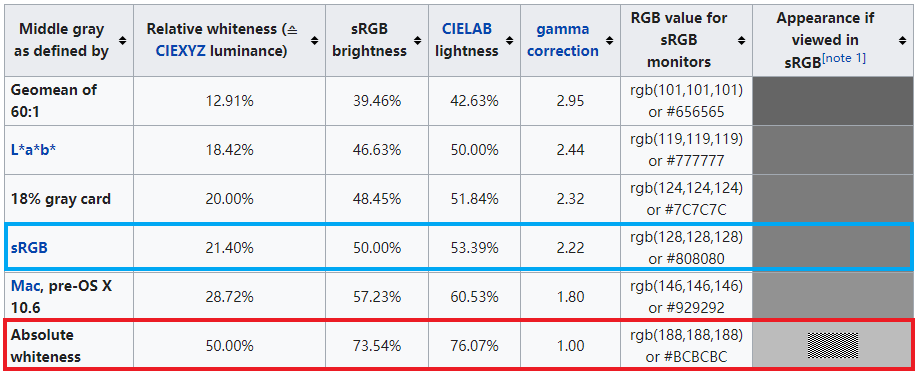 Middle gray as defined by | Relative whiteness (≙ CIEXYZ luminance) | sRGB brightness | CIELAB lightness | gamma correction | RGB value for sRGB monitors | Appearance if viewed in sRGB[note 1]
Geomean of 60:1 | 12.91% | 39.46% | 42.63% | 2.95 | rgb(101,101,101) or #656565
L*a*b* | 18.42% | 46.63% | 50.00% | 2.44 | rgb(119,119,119) or #777777
18% gray card | 20.00% | 48.45% | 51.84% | 2.32 | rgb(124,124,124) or #7C7C7C
sRGB | 21.40% | 50.00% | 53.39% | 2.22 | rgb(128,128,128) or #808080
Mac, pre-OS X 10.6 | 28.72% | 57.23% | 60.53% | 1.80 | rgb(146,146,146) or #929292
Absolute whiteness | 50.00% | 73.54% | 76.07% | 1.00 | rgb(188,188,188) or #BCBCBC